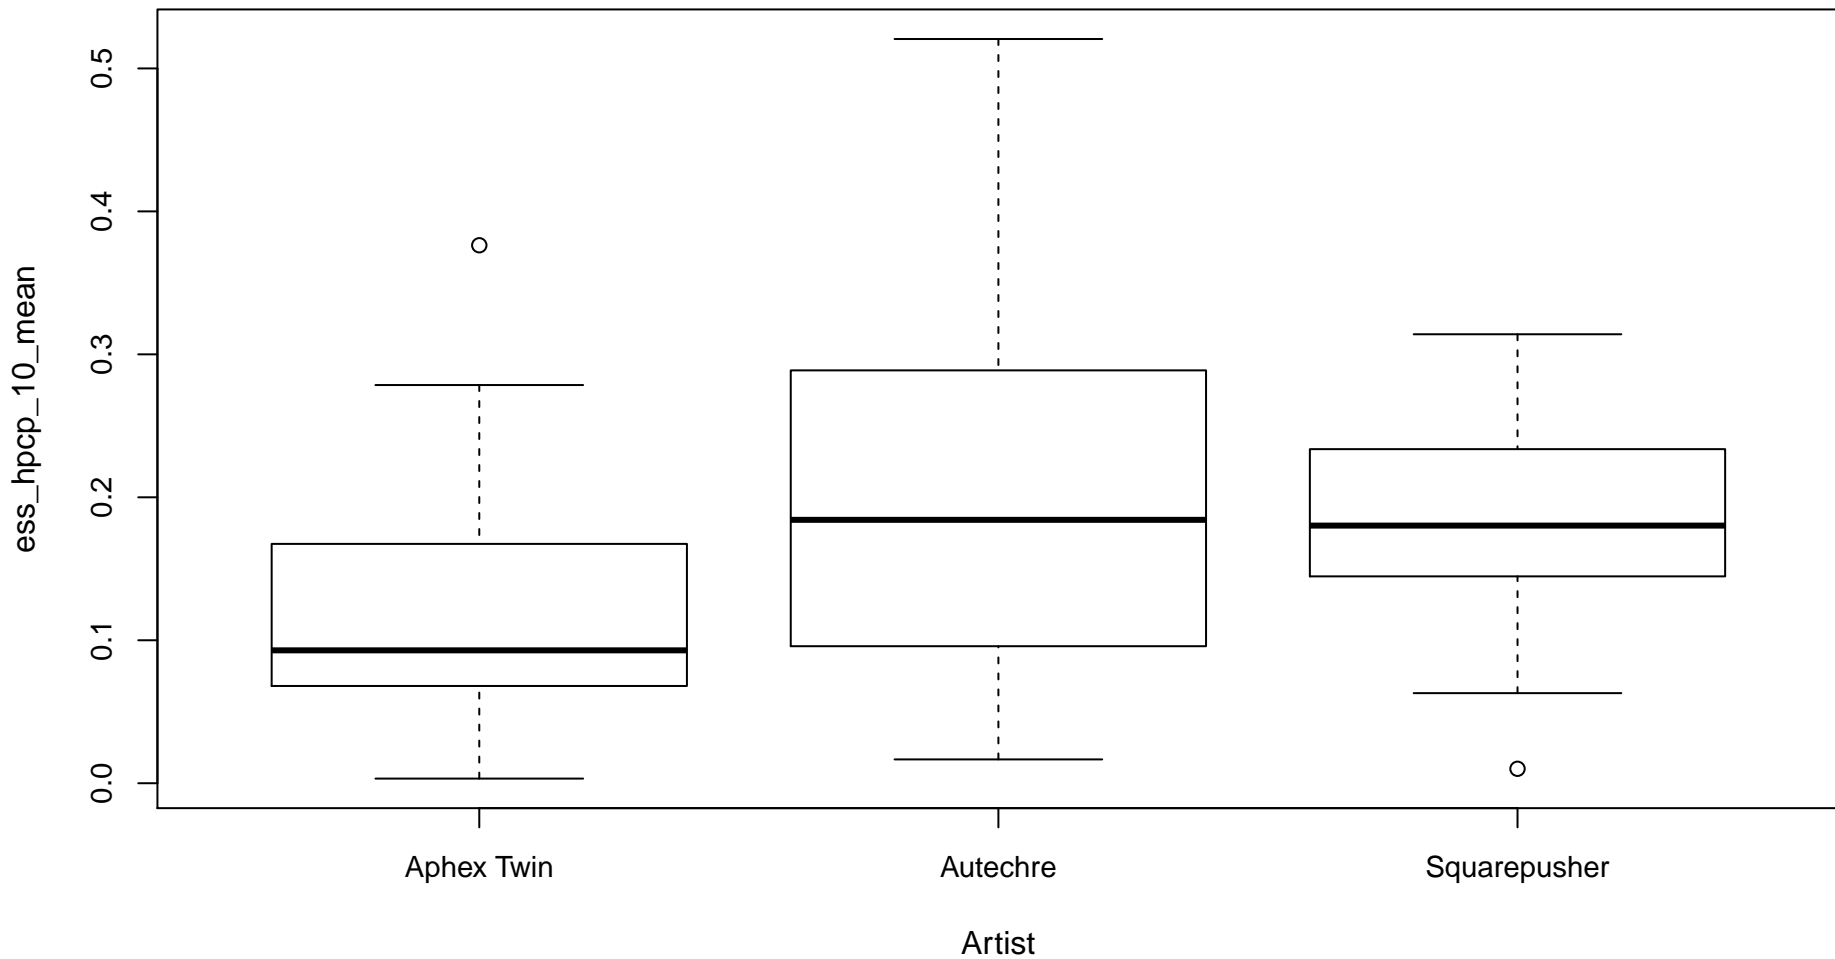 ess_hpcp_10_mean
0.5
0.4
0.3
0.2
0.1
0.0
Aphex Twin
Autechre
Squarepusher
Artist